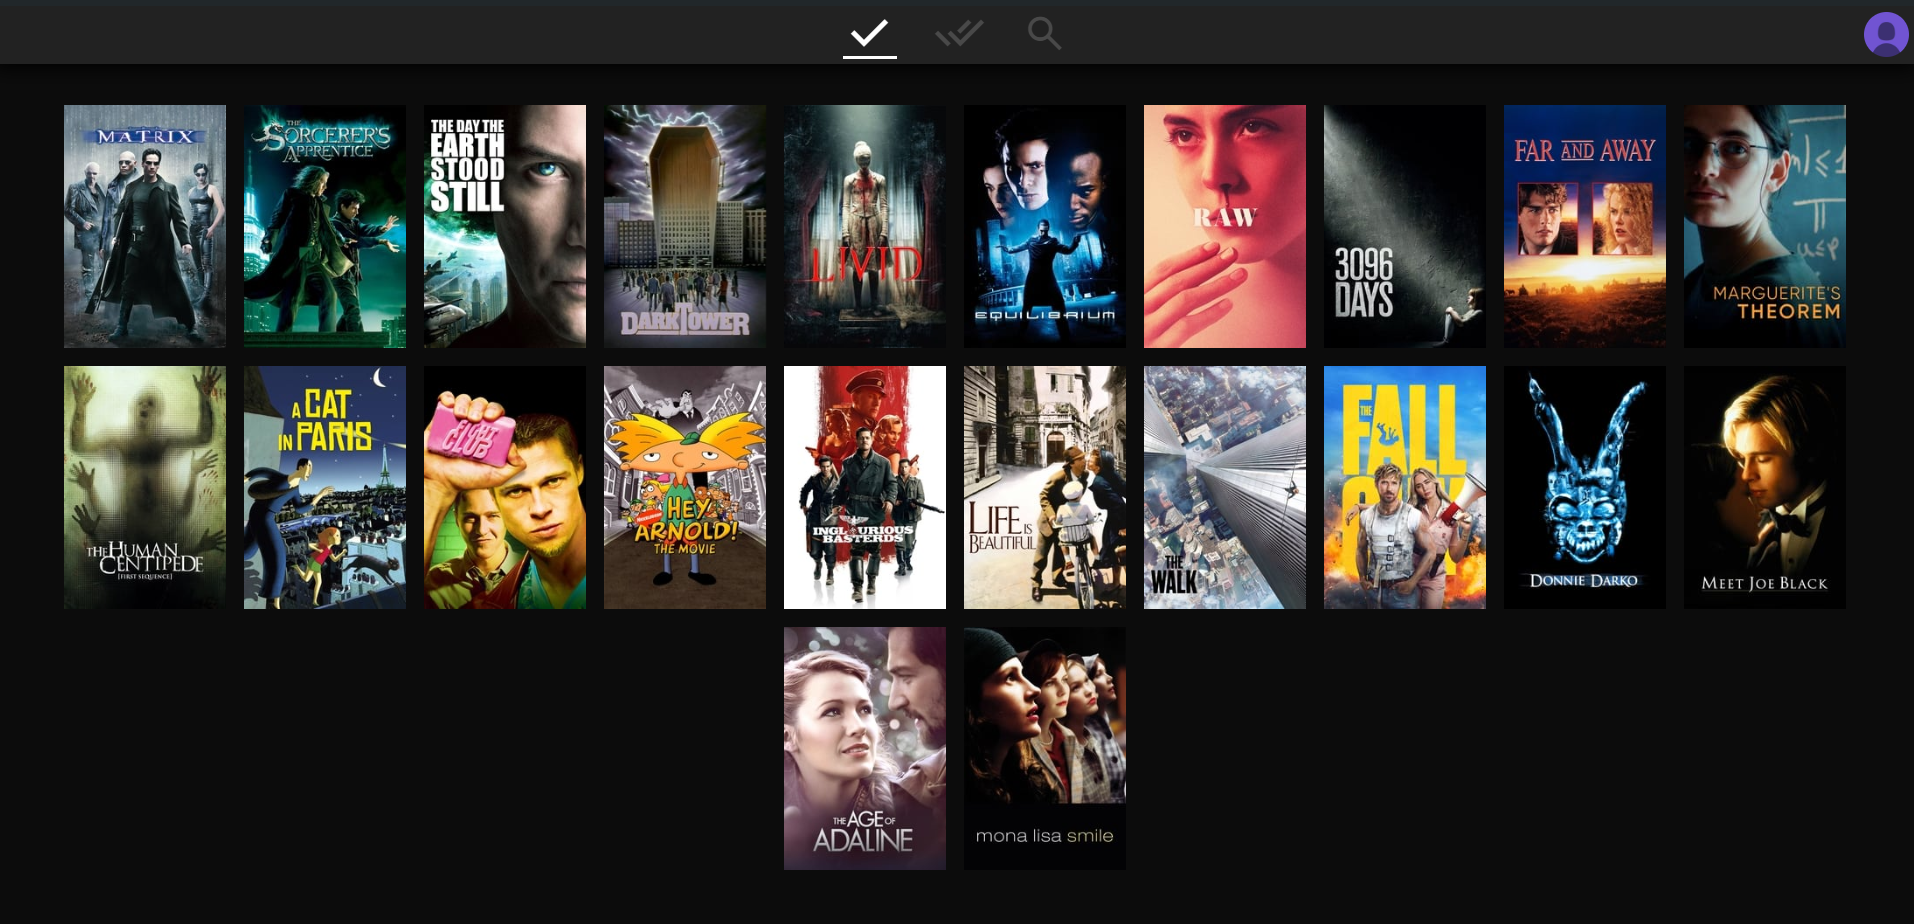 MATRIX
THE
SORCERER'S
APPRENTICE
THE DAY THE
EARTH
STOOD
STILL
DARK TOWER
LIVID
EQUILIBRIUM
RAW
3096
DAYS
FAR AND AWAY
MARGUERITE'S
THEOREM
THE HUMAN
CENTIPEDE
[FIRST SEQUENCE]
A CAT
IN PARIS
FIGHT
CLUB
NICKELODEON
HEY
ARNOLD!
THE MOVIE
INGLOURIOUS
BASTERDS
LIFE IS
BEAUTIFUL
THE
WALK
THE
FALL
GUY
DONNIE DARKO
MEET JOE BLACK
THE AGE OF
ADALINE
mona lisa smile